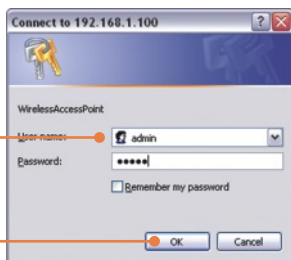 Connect to 192.168.1.100
WirelessAccessPoint
User name:
admin
Password:
•••••
Remember my password
OK
Cancel